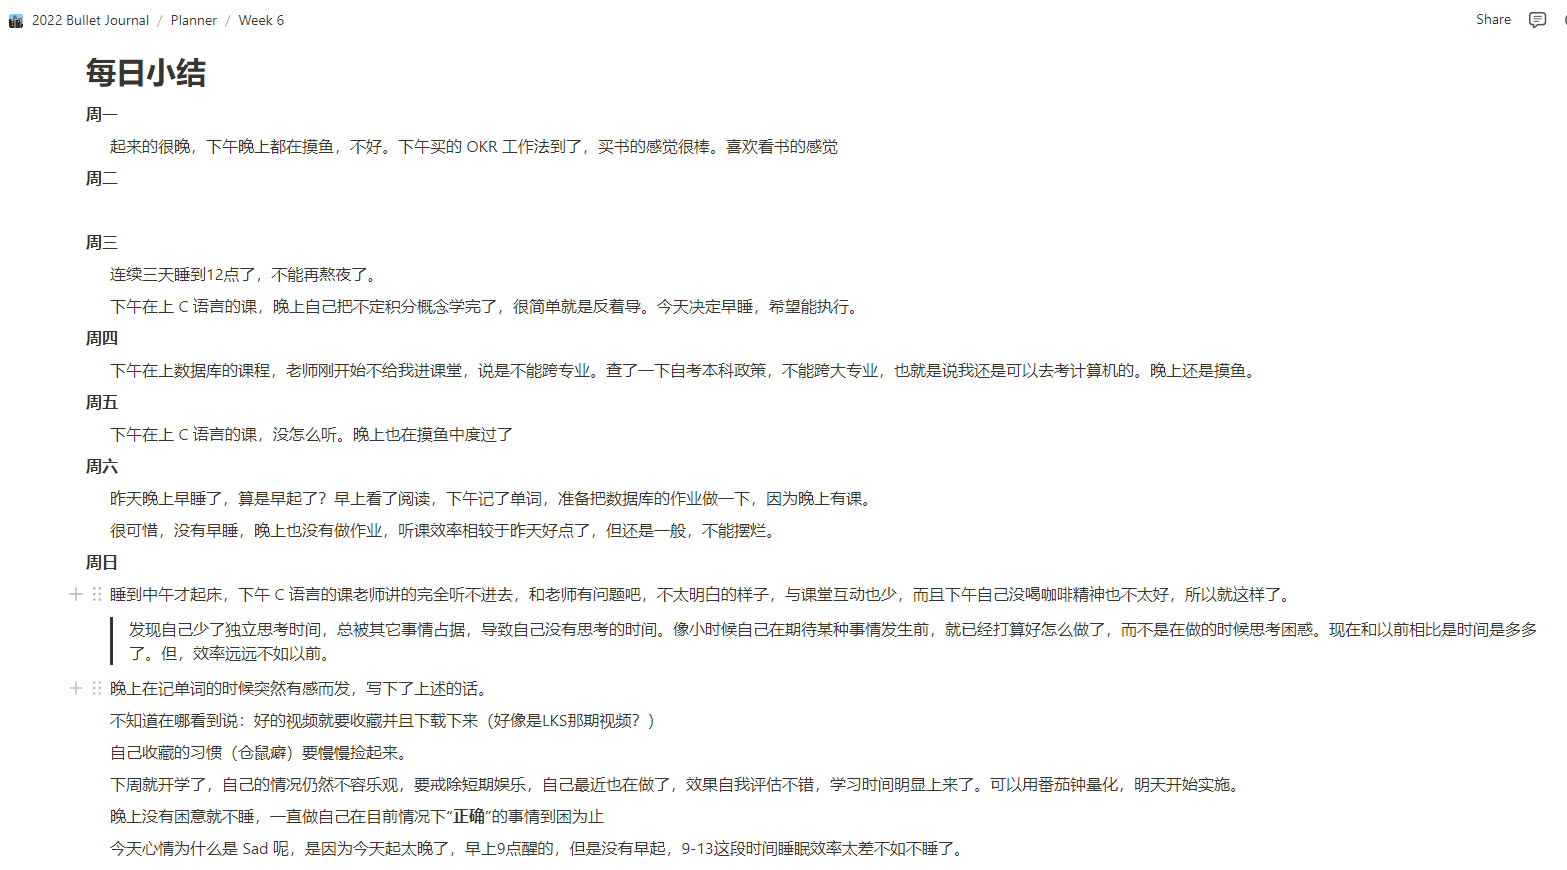 2022 Bullet Journal / Planner / Week 6
Share
每日小结
周一
起来的很晚，下午晚上都在摸鱼，不好。下午买的 OKR 工作法到了，买书的感觉很棒。喜欢看书的感觉
周二
周三
连续三天睡到12点了，不能再熬夜了。
下午在上 C 语言的课，晚上自己把不定积分概念学完了，很简单就是反着导。今天决定早睡，希望能执行。
周四
下午在上数据库的课程，老师刚开始不给我进课堂，说是不能跨专业。查了一下自考本科政策，不能跨大专业，也就是说我还是可以去考计算机的。晚上还是摸鱼。
周五
下午在上 C 语言的课，没怎么听。晚上也在摸鱼中度过了
周六
昨天晚上早睡了，算是早起了？早上看了阅读，下午记了单词，准备把数据库的作业做一下，因为晚上有课。
很可惜，没有早睡，晚上也没有做作业，听课效率相较于昨天好点了，但还是一般，不能摆烂。
周日
睡到中午才起床，下午 C 语言的课老师讲的完全听不进去，和老师有问题吧，不太明白的样子，与课堂互动也少，而且下午自己没喝咖啡精神也不太好，所以就这样了。
发现自己少了独立思考时间，总被其它事情占据，导致自己没有思考的时间。像小时候自己在期待某种事情发生前，就已经打算好怎么做了，而不是在做的时候思考困惑。现在和以前相比是时间是多多
了。但，效率远远不如以前。
晚上在记单词的时候突然有感而发，写下了上述的话。
不知道在哪看到说：好的视频就要收藏并且下载下来（好像是LKS那期视频？）
自己收藏的习惯（仓鼠癖）要慢慢捡起来。
下周就开学了，自己的情况仍然不容乐观，要戒除短期娱乐，自己最近也在做了，效果自我评估不错，学习时间明显上来了。可以用番茄钟量化，明天开始实施。
晚上没有困意就不睡，一直做自己在目前情况下“正确”的事情到困为止
今天心情为什么是 Sad 呢，是因为今天起太晚了，早上9点醒的，但是没有早起，9-13这段时间睡眠效率太差不如不睡了。